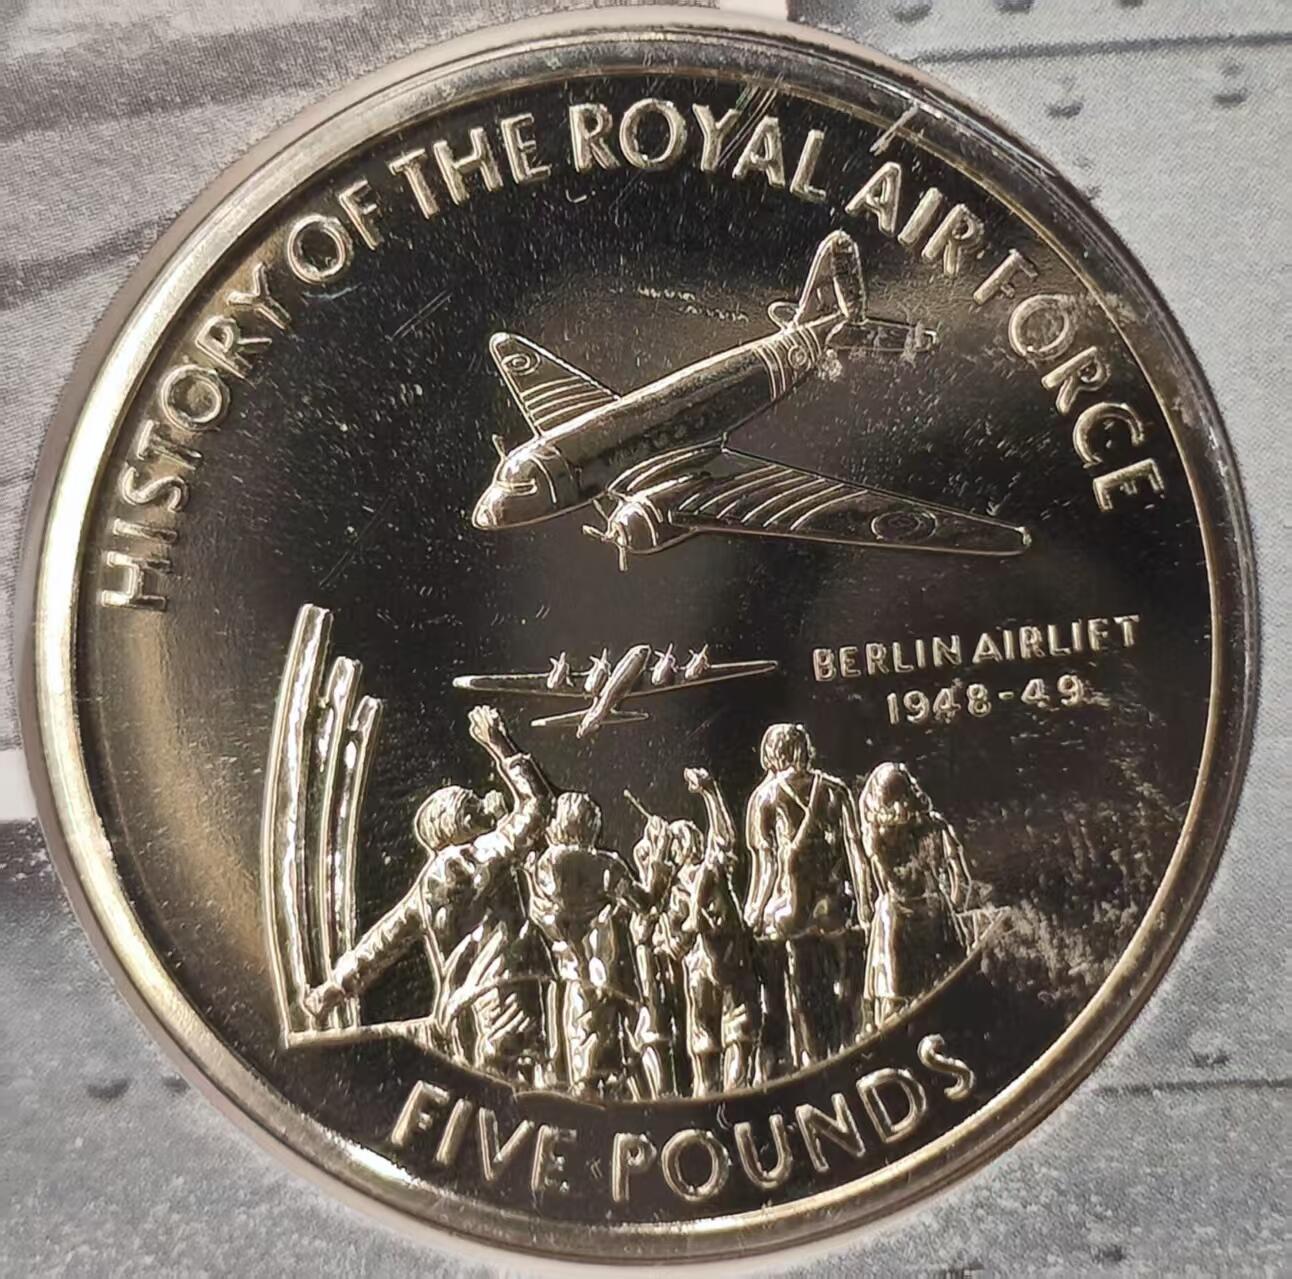 HISTORY OF THE ROYAL AIR FORCE
BERLIN AIRLIFT
1948-49
FIVE POUNDS